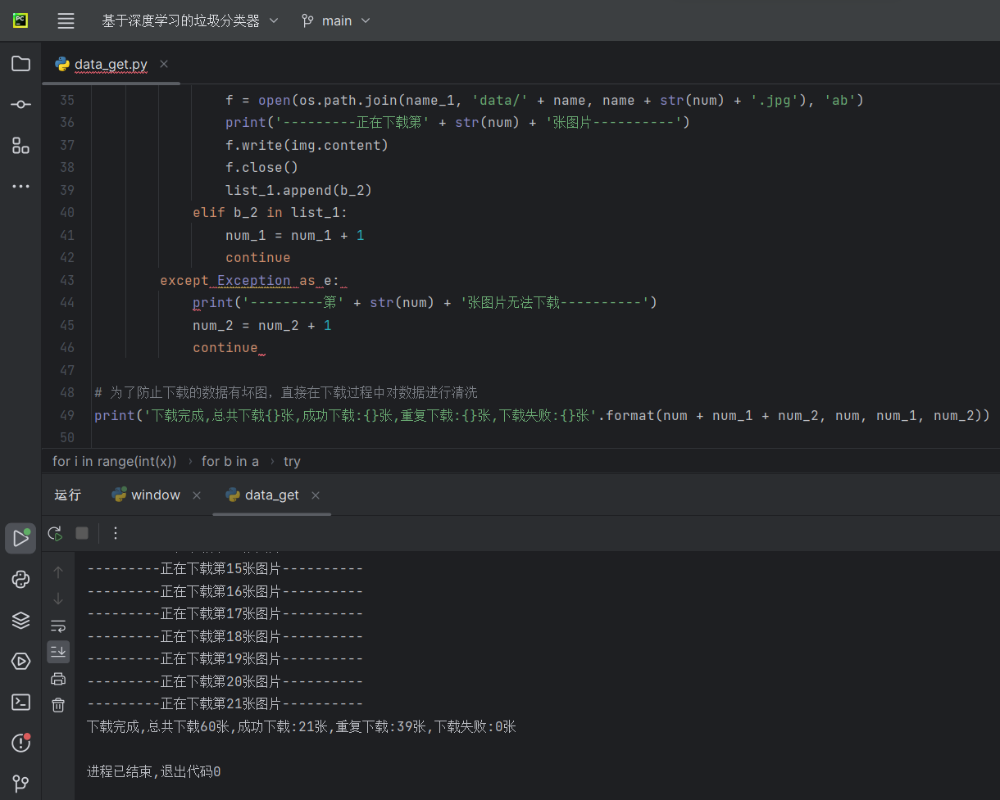 PC
基于深度学习的垃圾分类器
main
data_get.py
35 f = open(os.path.join(name_1, 'data/' + name, name + str(num) + '.jpg'), 'ab')
36 print('---------正在下载第' + str(num) + '张图片----------')
37 f.write(img.content)
38 f.close()
39 list_1.append(b_2)
40 elif b_2 in list_1:
41 num_1 = num_1 + 1
42 continue
43 except Exception as e:
44 print('---------第' + str(num) + '张图片无法下载----------')
45 num_2 = num_2 + 1
46 continue
47
48 # 为了防止下载的数据有坏图，直接在下载过程中对数据进行清洗
49 print('下载完成,总共下载{}张,成功下载:{}张,重复下载:{}张,下载失败:{}张'.format(num + num_1 + num_2, num, num_1, num_2))
50
for i in range(int(x)) › for b in a › try
运行
window
data_get
---------正在下载第15张图片----------
---------正在下载第16张图片----------
---------正在下载第17张图片----------
---------正在下载第18张图片----------
---------正在下载第19张图片----------
---------正在下载第20张图片----------
---------正在下载第21张图片----------
下载完成,总共下载60张,成功下载:21张,重复下载:39张,下载失败:0张
进程已结束,退出代码0